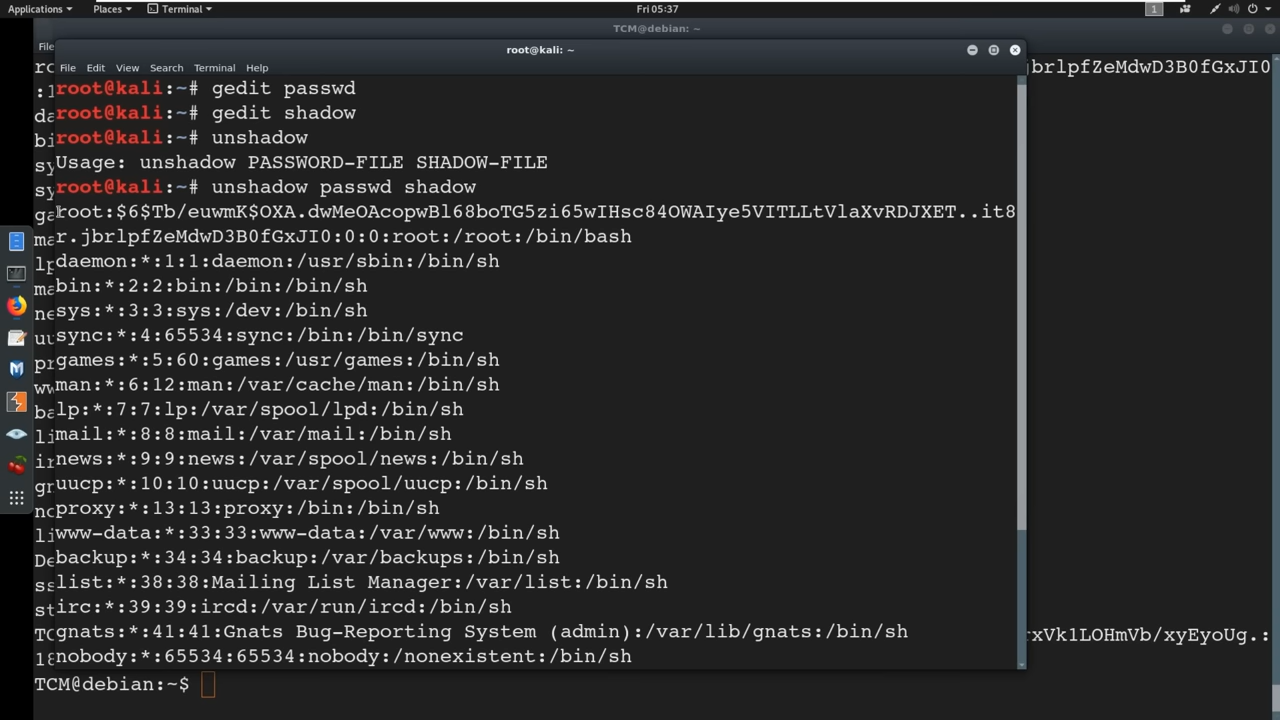 Applications Places Terminal Fri 05:37 1
TCM@debian: ~
File
root@kali: ~
File Edit View Search Terminal Help
root@kali:~# gedit passwd
root@kali:~# gedit shadow
root@kali:~# unshadow
Usage: unshadow PASSWORD-FILE SHADOW-FILE
root@kali:~# unshadow passwd shadow
root:$6$Tb/euwmK$OXA.dwMeOAcopwBl68boTG5zi65wIHsc84OWAIye5VITLLtVlaXvRDJXET..it8
r.jbrlpfZeMdwD3B0fGxJI0:0:0:root:/root:/bin/bash
daemon:*:1:1:daemon:/usr/sbin:/bin/sh
bin:*:2:2:bin:/bin:/bin/sh
sys:*:3:3:sys:/dev:/bin/sh
sync:*:4:65534:sync:/bin:/bin/sync
games:*:5:60:games:/usr/games:/bin/sh
man:*:6:12:man:/var/cache/man:/bin/sh
lp:*:7:7:lp:/var/spool/lpd:/bin/sh
mail:*:8:8:mail:/var/mail:/bin/sh
news:*:9:9:news:/var/spool/news:/bin/sh
uucp:*:10:10:uucp:/var/spool/uucp:/bin/sh
proxy:*:13:13:proxy:/bin:/bin/sh
www-data:*:33:33:www-data:/var/www:/bin/sh
backup:*:34:34:backup:/var/backups:/bin/sh
list:*:38:38:Mailing List Manager:/var/list:/bin/sh
irc:*:39:39:ircd:/var/run/ircd:/bin/sh
gnats:*:41:41:Gnats Bug-Reporting System (admin):/var/lib/gnats:/bin/sh
nobody:*:65534:65534:nobody:/nonexistent:/bin/sh
jbrlpfZeMdwD3B0fGxJI0
rxVk1LOHmVb/xyEyoUg.:
TCM@debian:~$